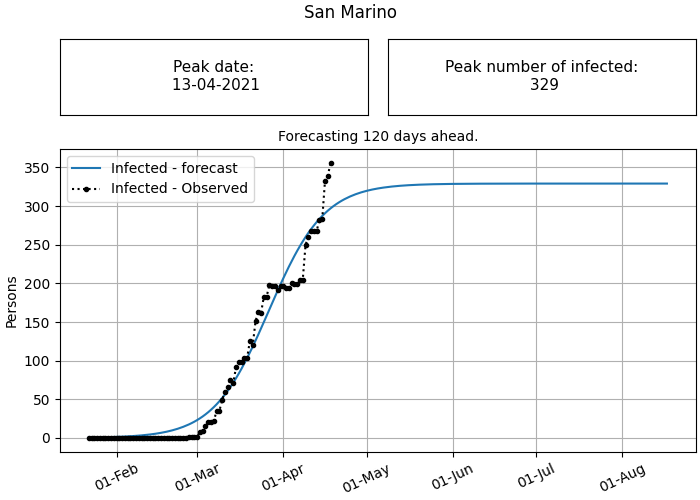 San Marino
Peak date:
13-04-2021
Peak number of infected:
329
Forecasting 120 days ahead.
Infected - forecast
Infected - Observed
Persons
350
300
250
200
150
100
50
0
01-Feb
01-Mar
01-Apr
01-May
01-Jun
01-Jul
01-Aug